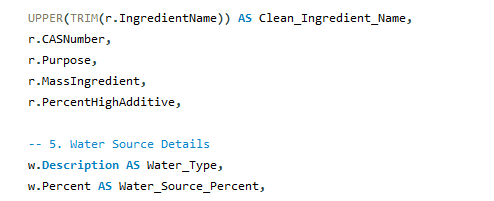 UPPER(TRIM(r.IngredientName)) AS Clean_Ingredient_Name,
r.CASNumber,
r.Purpose,
r.MassIngredient,
r.PercentHighAdditive,
-- 5. Water Source Details
w.Description AS Water_Type,
w.Percent AS Water_Source_Percent,